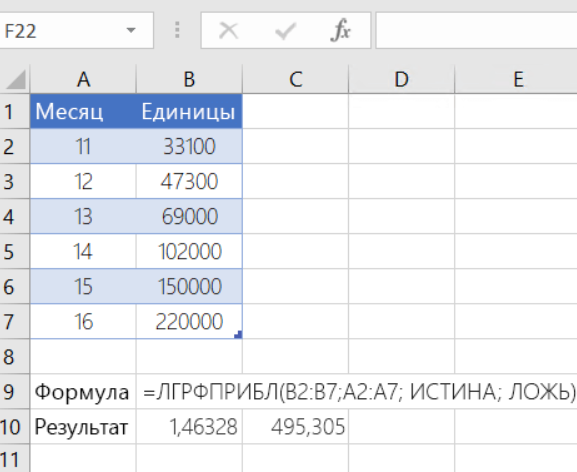 F22 fx
A B C D E
1 Месяц Единицы
2 11 33100
3 12 47300
4 13 69000
5 14 102000
6 15 150000
7 16 220000
8
9 Формула =ЛГРФПРИБЛ(B2:B7;A2:A7; ИСТИНА; ЛОЖЬ)
10 Результат 1,46328 495,305
11